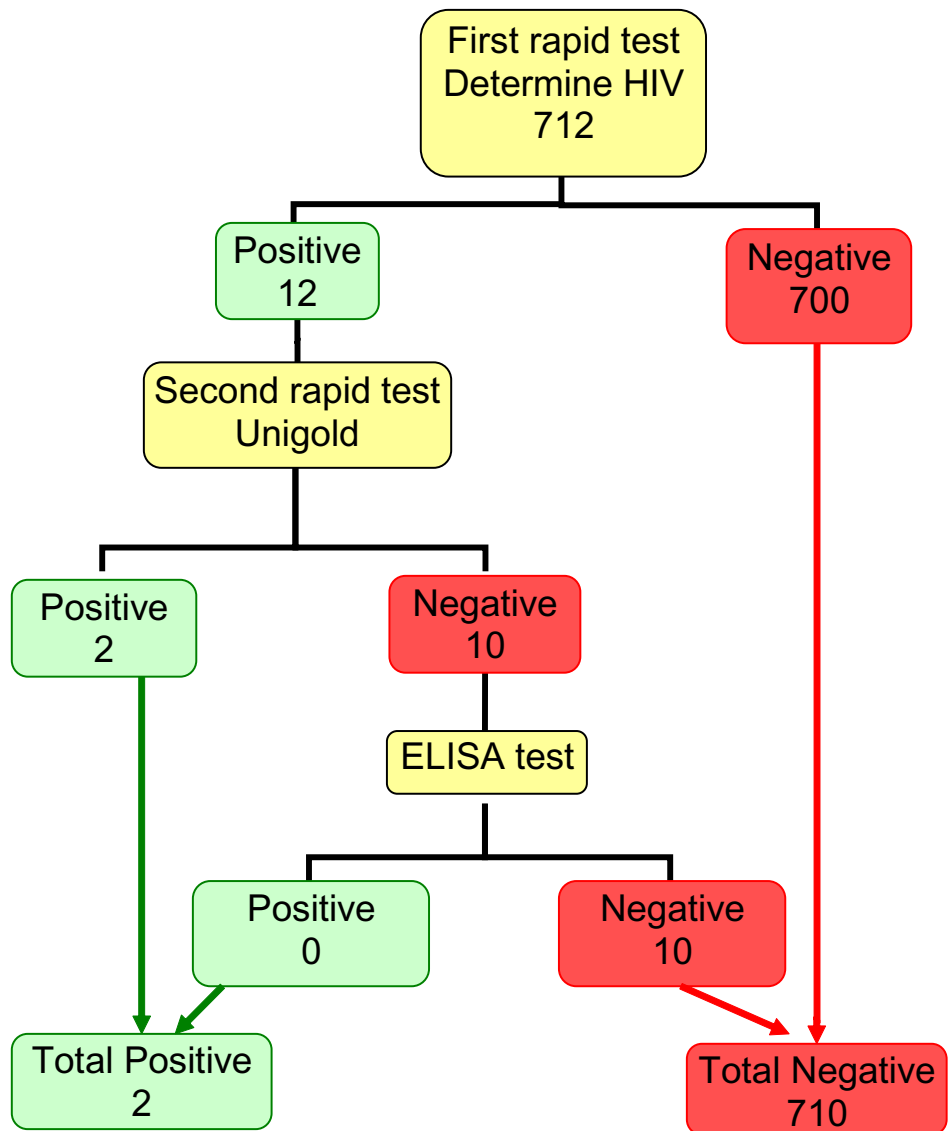 First rapid test
Determine HIV
712
Positive
12
Negative
700
Second rapid test
Unigold
Positive
2
Negative
10
ELISA test
Positive
0
Negative
10
Total Positive
2
Total Negative
710